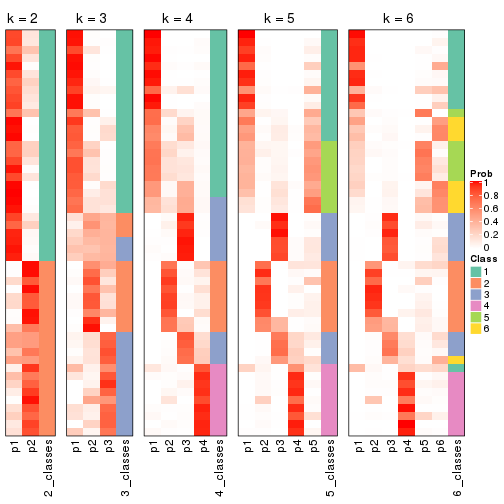 k = 2
k = 3
k = 4
k = 5
k = 6
Prob
1
0.8
0.6
0.4
0.2
0
Class
1
2
3
4
5
6
p1
p2
2_classes
p1
p2
p3
3_classes
p1
p2
p3
p4
4_classes
p1
p2
p3
p4
p5
5_classes
p1
p2
p3
p4
p5
p6
6_classes